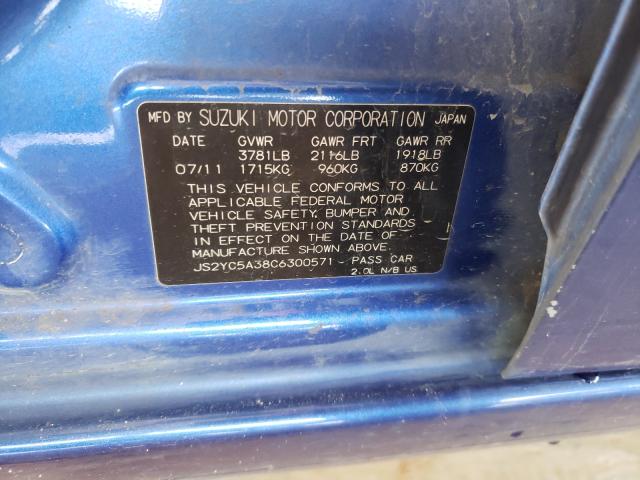 MFD BY SUZUKI MOTOR CORPORATION JAPAN
DATE GVWR GAWR FRT GAWR RR
3781LB 2116LB 1918LB
07/11 1715KG 960KG 870KG
THIS VEHICLE CONFORMS TO ALL
APPLICABLE FEDERAL MOTOR
VEHICLE SAFETY, BUMPER AND
THEFT PREVENTION STANDARDS
IN EFFECT ON THE DATE OF
MANUFACTURE SHOWN ABOVE.
JS2YC5A38C6300571 - PASS CAR
2.0L N/B US